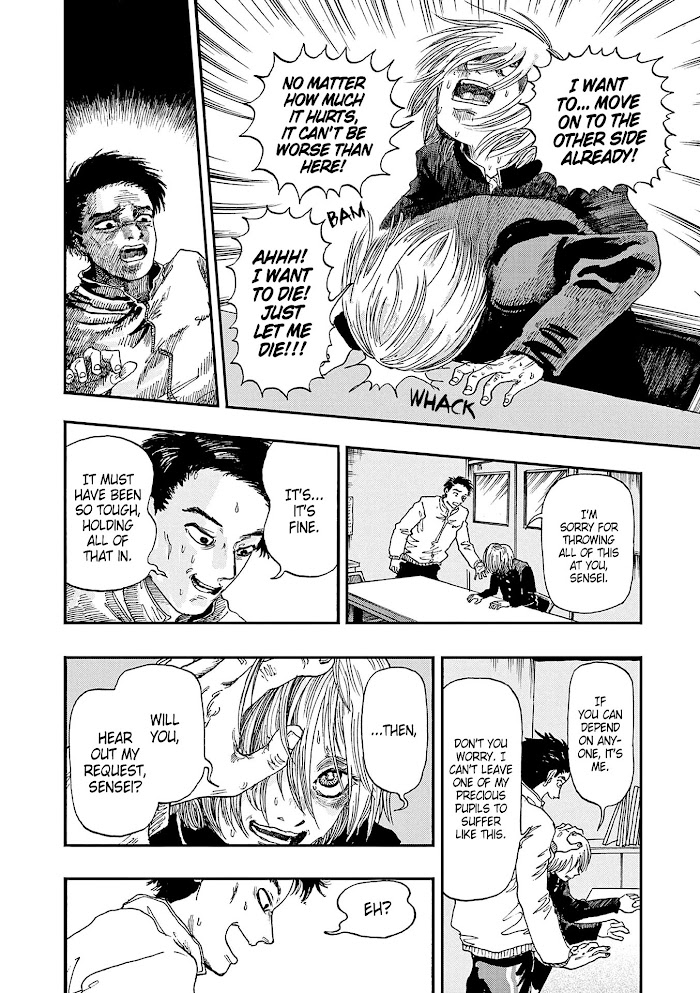 I WANT
TO... MOVE
ON TO THE
OTHER SIDE
ALREADY!
NO MATTER
HOW MUCH
IT HURTS,
IT CAN'T BE
WORSE THAN
HERE!
BAM
AHHH!
I WANT
TO DIE!
JUST
LET ME
DIE!!!
WHACK
I'M
SORRY FOR
THROWING
ALL OF THIS
AT YOU,
SENSEI.
IT'S...
IT'S
FINE.
IT MUST
HAVE BEEN
SO TOUGH,
HOLDING
ALL OF
THAT IN.
IF
YOU CAN
DEPEND
ON ANY-
ONE, IT'S
ME.
DON'T YOU
WORRY. I
CAN'T LEAVE
ONE OF MY
PRECIOUS
PUPILS TO
SUFFER
LIKE THIS.
...THEN,
WILL
YOU,
HEAR
OUT MY
REQUEST,
SENSEI?
EH?